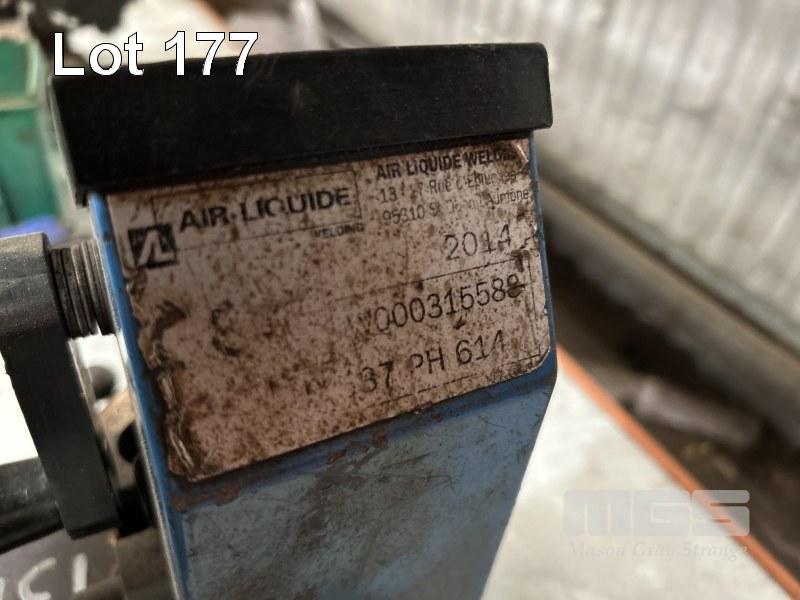 Lot 177
AIR LIQUIDE
WELDING
AIR LIQUIDE WELDING
2014
W000315588
37 PH 614
MGS
Mason Gray Strange